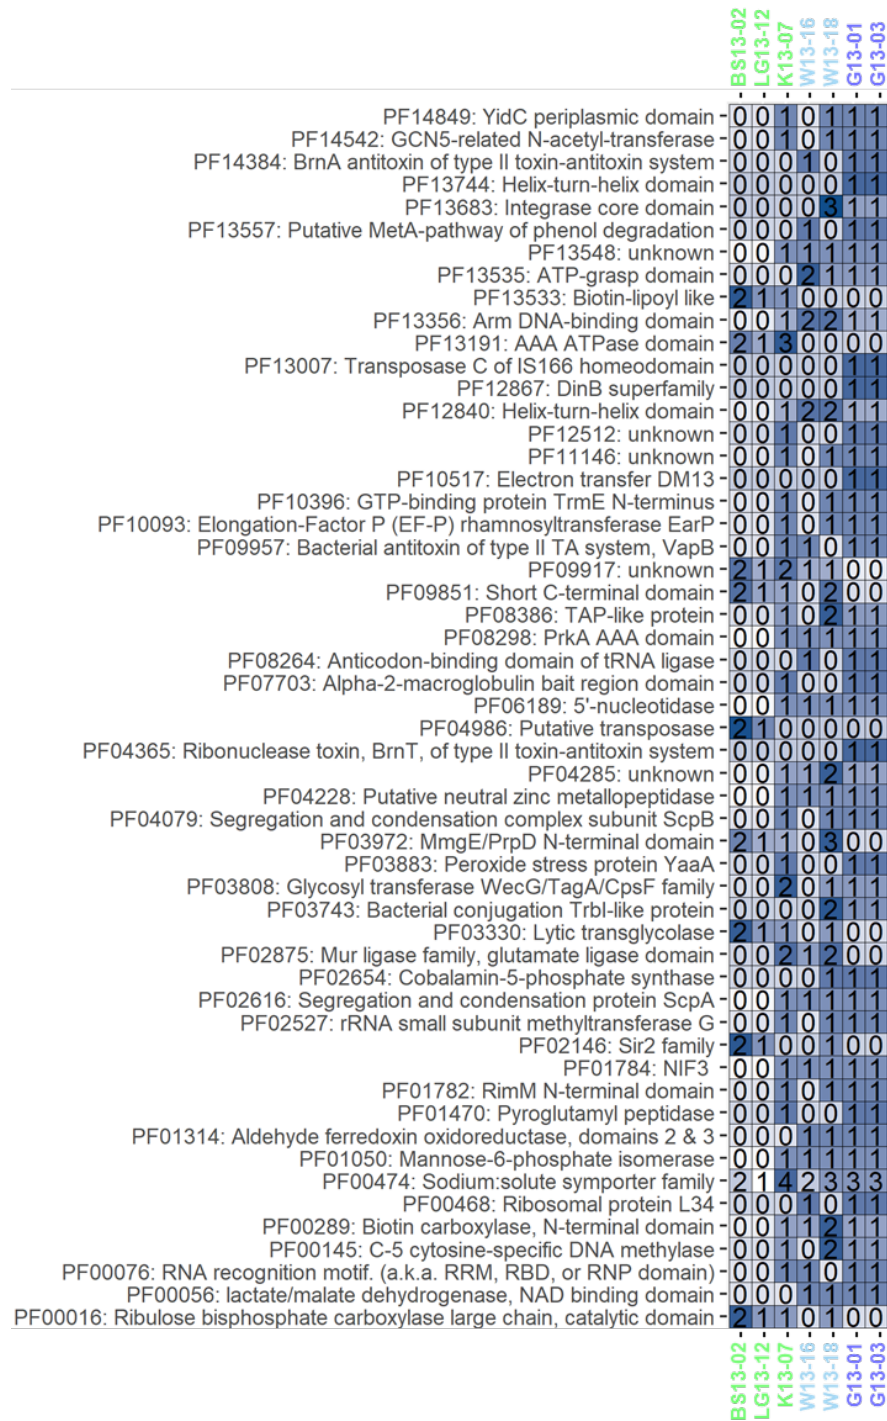 BS13-02 LG13-12 K13-07 W13-16 W13-18 G13-01 G13-03
PF14849: YidC periplasmic domain 0 0 1 0 1 1 1
PF14542: GCN5-related N-acetyl-transferase 0 0 1 0 1 1 1
PF14384: BrnA antitoxin of type II toxin-antitoxin system 0 0 0 1 0 1 1
PF13744: Helix-turn-helix domain 0 0 0 0 0 1 1
PF13683: Integrase core domain 0 0 0 0 3 1 1
PF13557: Putative MetA-pathway of phenol degradation 0 0 0 1 0 1 1
PF13548: unknown 0 0 1 1 1 1 1
PF13535: ATP-grasp domain 0 0 0 2 1 1 1
PF13533: Biotin-lipoyl like 2 1 1 0 0 0 0
PF13356: Arm DNA-binding domain 0 0 1 2 2 1 1
PF13191: AAA ATPase domain 2 1 3 0 0 0 0
PF13007: Transposase C of IS166 homeodomain 0 0 0 0 0 1 1
PF12867: DinB superfamily 0 0 0 0 0 1 1
PF12840: Helix-turn-helix domain 0 0 1 2 2 1 1
PF12512: unknown 0 0 1 0 0 1 1
PF11146: unknown 0 0 1 0 1 1 1
PF10517: Electron transfer DM13 0 0 0 0 0 1 1
PF10396: GTP-binding protein TrmE N-terminus 0 0 1 0 1 1 1
PF10093: Elongation-Factor P (EF-P) rhamnosyltransferase EarP 0 0 1 0 1 1 1
PF09957: Bacterial antitoxin of type II TA system, VapB 0 0 1 1 0 1 1
PF09917: unknown 2 1 2 1 1 0 0
PF09851: Short C-terminal domain 2 1 1 0 2 0 0
PF08386: TAP-like protein 0 0 1 0 2 1 1
PF08298: PrkA AAA domain 0 0 1 1 1 1 1
PF08264: Anticodon-binding domain of tRNA ligase 0 0 0 1 0 1 1
PF07703: Alpha-2-macroglobulin bait region domain 0 0 1 0 0 1 1
PF06189: 5'-nucleotidase 0 0 1 1 1 1 1
PF04986: Putative transposase 2 1 0 0 0 0 0
PF04365: Ribonuclease toxin, BrnT, of type II toxin-antitoxin system 0 0 0 0 0 1 1
PF04285: unknown 0 0 1 1 2 1 1
PF04228: Putative neutral zinc metallopeptidase 0 0 1 1 1 1 1
PF04079: Segregation and condensation complex subunit ScpB 0 0 1 0 1 1 1
PF03972: MmgE/PrpD N-terminal domain 2 1 1 0 3 0 0
PF03883: Peroxide stress protein YaaA 0 0 1 0 0 1 1
PF03808: Glycosyl transferase WecG/TagA/CpsF family 0 0 2 0 1 1 1
PF03743: Bacterial conjugation TrbI-like protein 0 0 0 0 2 1 1
PF03330: Lytic transglycolase 2 1 1 0 1 0 0
PF02875: Mur ligase family, glutamate ligase domain 0 0 2 1 2 0 0
PF02654: Cobalamin-5-phosphate synthase 0 0 0 0 1 1 1
PF02616: Segregation and condensation protein ScpA 0 0 1 1 1 1 1
PF02527: rRNA small subunit methyltransferase G 0 0 1 0 1 1 1
PF02146: Sir2 family 2 1 0 0 1 0 0
PF01784: NIF3 0 0 1 1 1 1 1
PF01782: RimM N-terminal domain 0 0 1 0 1 1 1
PF01470: Pyroglutamyl peptidase 0 0 1 0 0 1 1
PF01314: Aldehyde ferredoxin oxidoreductase, domains 2 & 3 0 0 0 1 1 1 1
PF01050: Mannose-6-phosphate isomerase 0 0 1 1 1 1 1
PF00474: Sodium:solute symporter family 2 1 4 2 3 3 3
PF00468: Ribosomal protein L34 0 0 0 1 0 1 1
PF00289: Biotin carboxylase, N-terminal domain 0 0 1 1 2 1 1
PF00145: C-5 cytosine-specific DNA methylase 0 0 1 0 2 1 1
PF00076: RNA recognition motif. (a.k.a. RRM, RBD, or RNP domain) 0 0 1 1 0 1 1
PF00056: lactate/malate dehydrogenase, NAD binding domain 0 0 0 1 1 1 1
PF00016: Ribulose bisphosphate carboxylase large chain, catalytic domain 2 1 1 0 1 0 0
BS13-02 LG13-12 K13-07 W13-16 W13-18 G13-01 G13-03